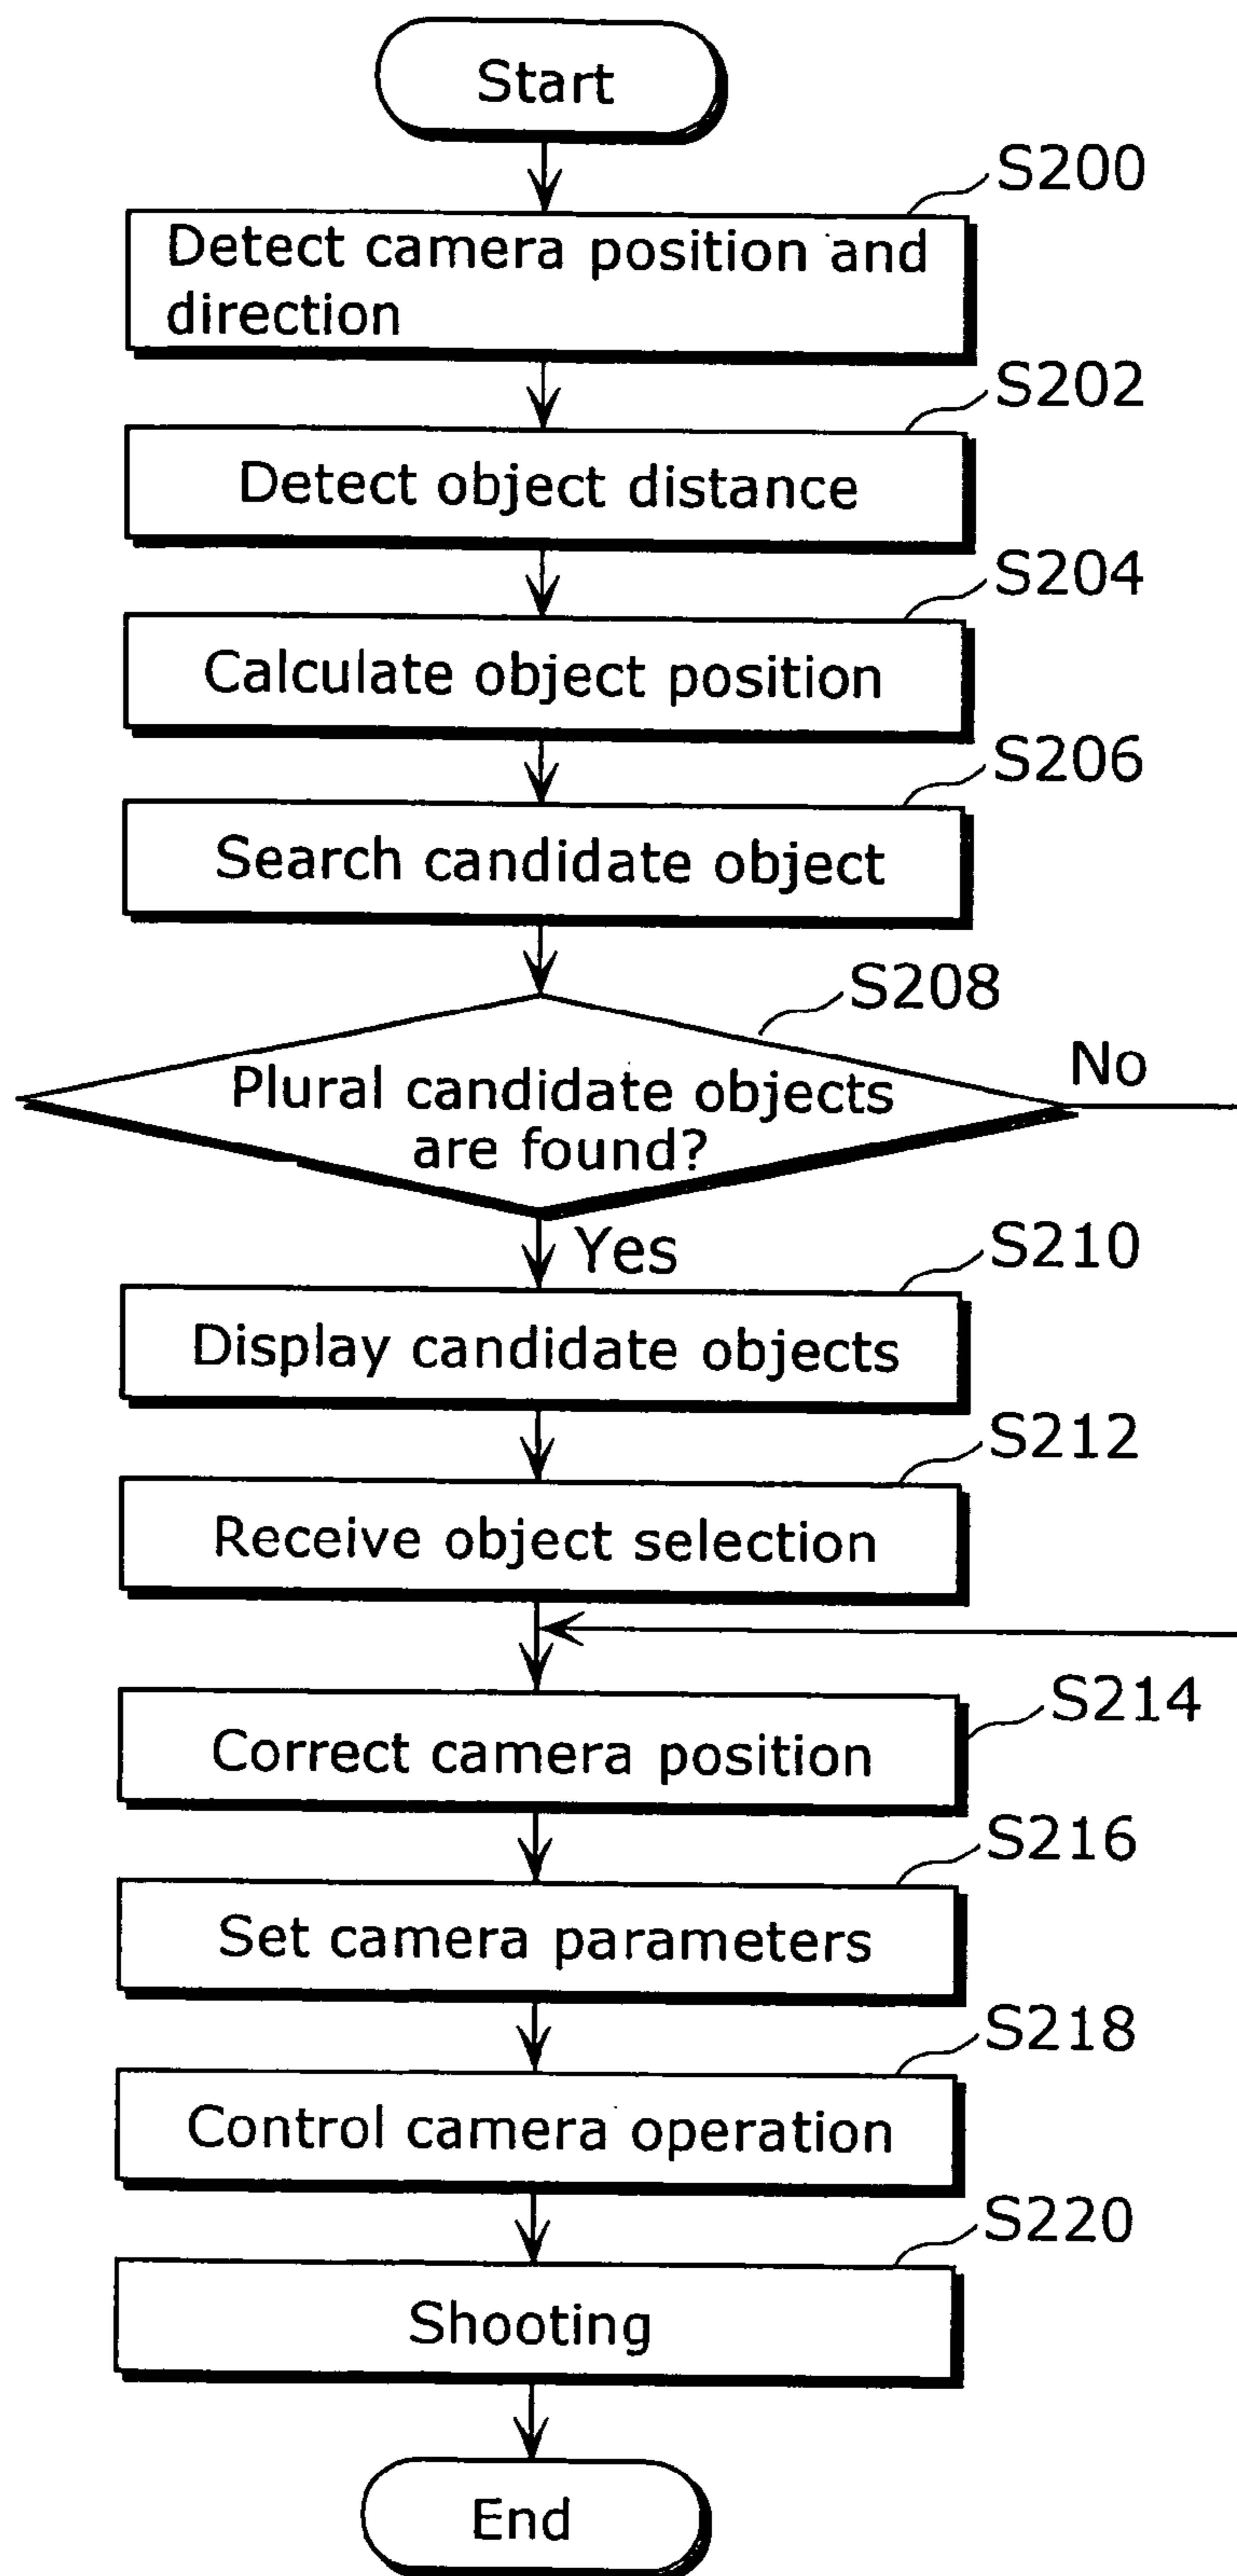 Start
S200
Detect camera position and
direction
S202
Detect object distance
S204
Calculate object position
S206
Search candidate object
S208
No
Plural candidate objects
are found?
Yes
S210
Display candidate objects
S212
Receive object selection
S214
Correct camera position
S216
Set camera parameters
S218
Control camera operation
S220
Shooting
End